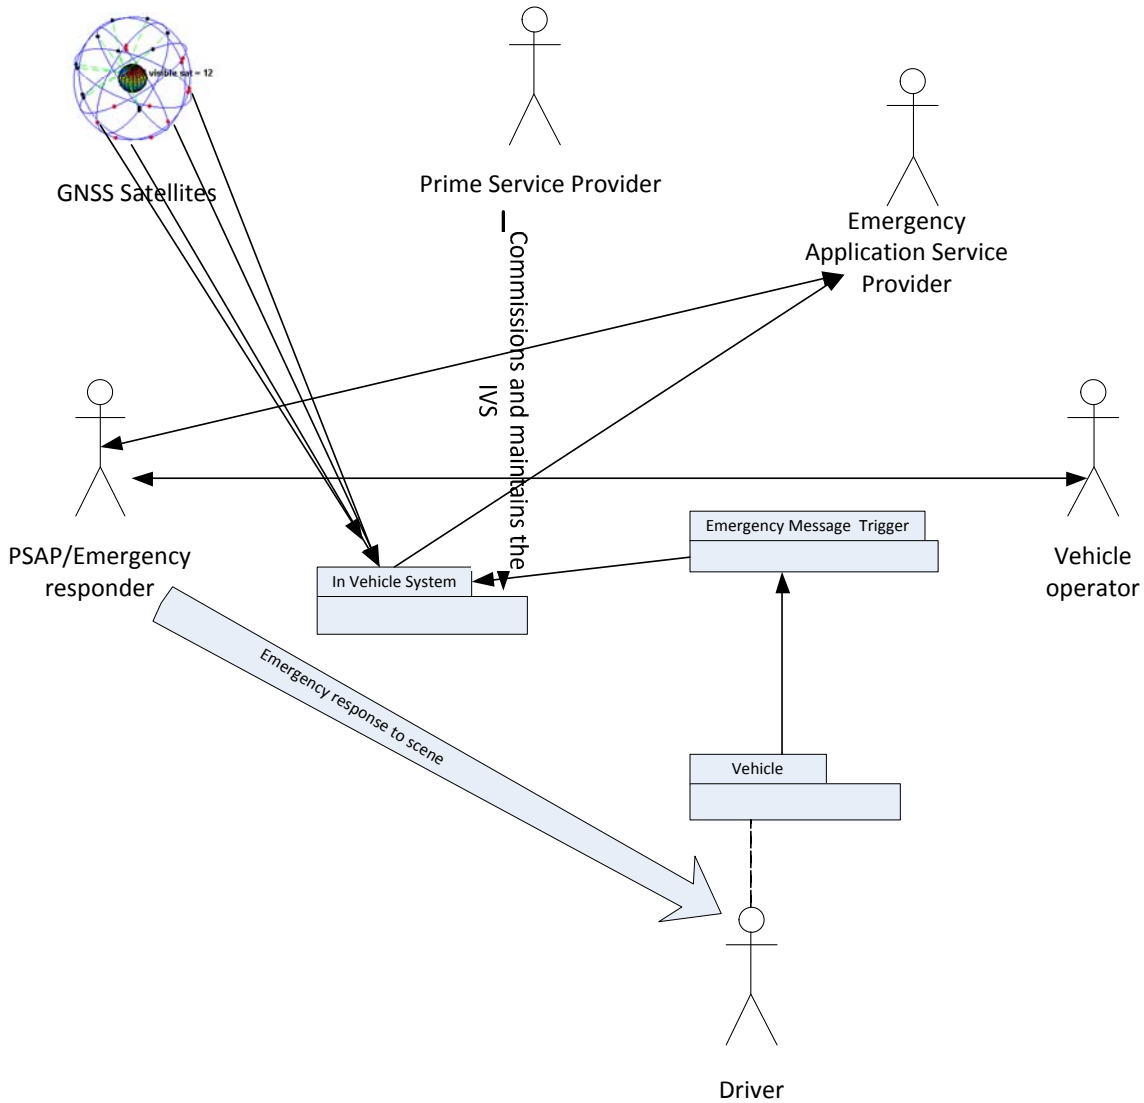 visible sat = 12
GNSS Satellites
Prime Service Provider
Emergency
Application Service
Provider
Commissions and maintains the
IVS
PSAP/Emergency
responder
Emergency Message  Trigger
In Vehicle System
Vehicle
operator
Emergency response to scene
Vehicle
Driver